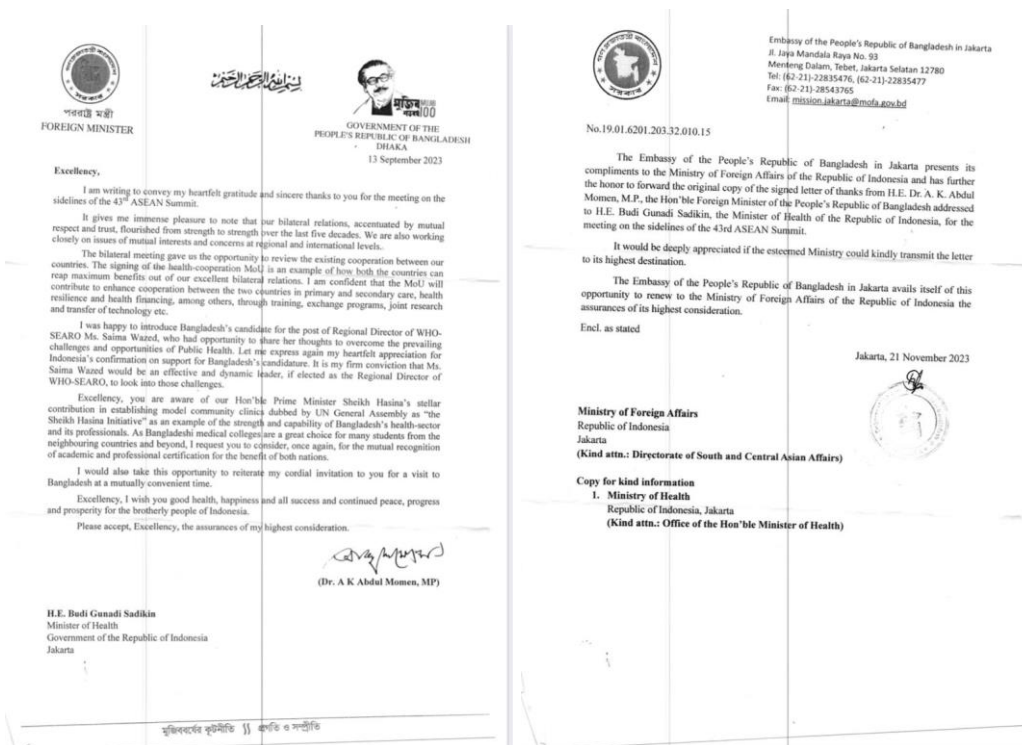 পররাষ্ট্র মন্ত্রী
FOREIGN MINISTER
মুজিব
100
GOVERNMENT OF THE
PEOPLE'S REPUBLIC OF BANGLADESH
DHAKA
13 September 2023
Excellency,
I am writing to convey my heartfelt gratitude and sincere thanks to you for the meeting on the
sidelines of the 43rd ASEAN Summit.
It gives me immense pleasure to note that our bilateral relations, accentuated by mutual
respect and trust, flourished from strength to strength over the last five decades. We are also working
closely on issues of mutual interests and concerns at regional and international levels.
The bilateral meeting gave us the opportunity to review the existing cooperation between our
countries. The signing of the health-cooperation MoU is an example of how both the countries can
reap maximum benefits out of our excellent bilateral relations. I am confident that the MoU will
contribute to enhance cooperation between the two countries in primary and secondary care, health
resilience and health financing, among others, through training, exchange programs, joint research
and transfer of technology etc.
I was happy to introduce Bangladesh's candidate for the post of Regional Director of WHO-
SEARO Ms. Saima Wazed, who had opportunity to share her thoughts to overcome the prevailing
challenges and opportunities of Public Health. Let me express again my heartfelt appreciation for
Indonesia's confirmation on support for Bangladesh's candidature. It is my firm conviction that Ms.
Saima Wazed would be an effective and dynamic leader, if elected as the Regional Director of
WHO-SEARO, to look into those challenges.
Excellency, you are aware of our Hon'ble Prime Minister Sheikh Hasina's stellar
contribution in establishing model community clinics dubbed by UN General Assembly as "the
Sheikh Hasina Initiative" as an example of the strength and capability of Bangladesh's health-sector
and its professionals. As Bangladeshi medical colleges are a great choice for many students from the
neighbouring countries and beyond, I request you to consider, once again, for the mutual recognition
of academic and professional certification for the benefit of both nations.
I would also take this opportunity to reiterate my cordial invitation to you for a visit to
Bangladesh at a mutually convenient time.
Excellency, I wish you good health, happiness and all success and continued peace, progress
and prosperity for the brotherly people of Indonesia.
Please accept, Excellency, the assurances of my highest consideration.
(Dr. A K Abdul Momen, MP)
H.E. Budi Gunadi Sadikin
Minister of Health
Government of the Republic of Indonesia
Jakarta
মুজিববর্ষের কূটনীতি || প্রগতি ও সম্প্রীতি
Embassy of the People's Republic of Bangladesh in Jakarta
Jl. Jaya Mandala Raya No. 93
Menteng Dalam, Tebet, Jakarta Selatan 12780
Tel: (62-21)-22835476, (62-21)-22835477
Fax: (62-21)-28543765
Email: mission.jakarta@mofa.gov.bd
No.19.01.6201.203.32.010.15
The Embassy of the People's Republic of Bangladesh in Jakarta presents its
compliments to the Ministry of Foreign Affairs of the Republic of Indonesia and has further
the honor to forward the original copy of the signed letter of thanks from H.E. Dr. A. K. Abdul
Momen, M.P., the Hon'ble Foreign Minister of the People's Republic of Bangladesh addressed
to H.E. Budi Gunadi Sadikin, the Minister of Health of the Republic of Indonesia, for the
meeting on the sidelines of the 43rd ASEAN Summit.
It would be deeply appreciated if the esteemed Ministry could kindly transmit the letter
to its highest destination.
The Embassy of the People's Republic of Bangladesh in Jakarta avails itself of this
opportunity to renew to the Ministry of Foreign Affairs of the Republic of Indonesia the
assurances of its highest consideration.
Encl. as stated
Jakarta, 21 November 2023
Ministry of Foreign Affairs
Republic of Indonesia
Jakarta
(Kind attn.: Directorate of South and Central Asian Affairs)
Copy for kind information
1. Ministry of Health
Republic of Indonesia, Jakarta
(Kind attn.: Office of the Hon'ble Minister of Health)